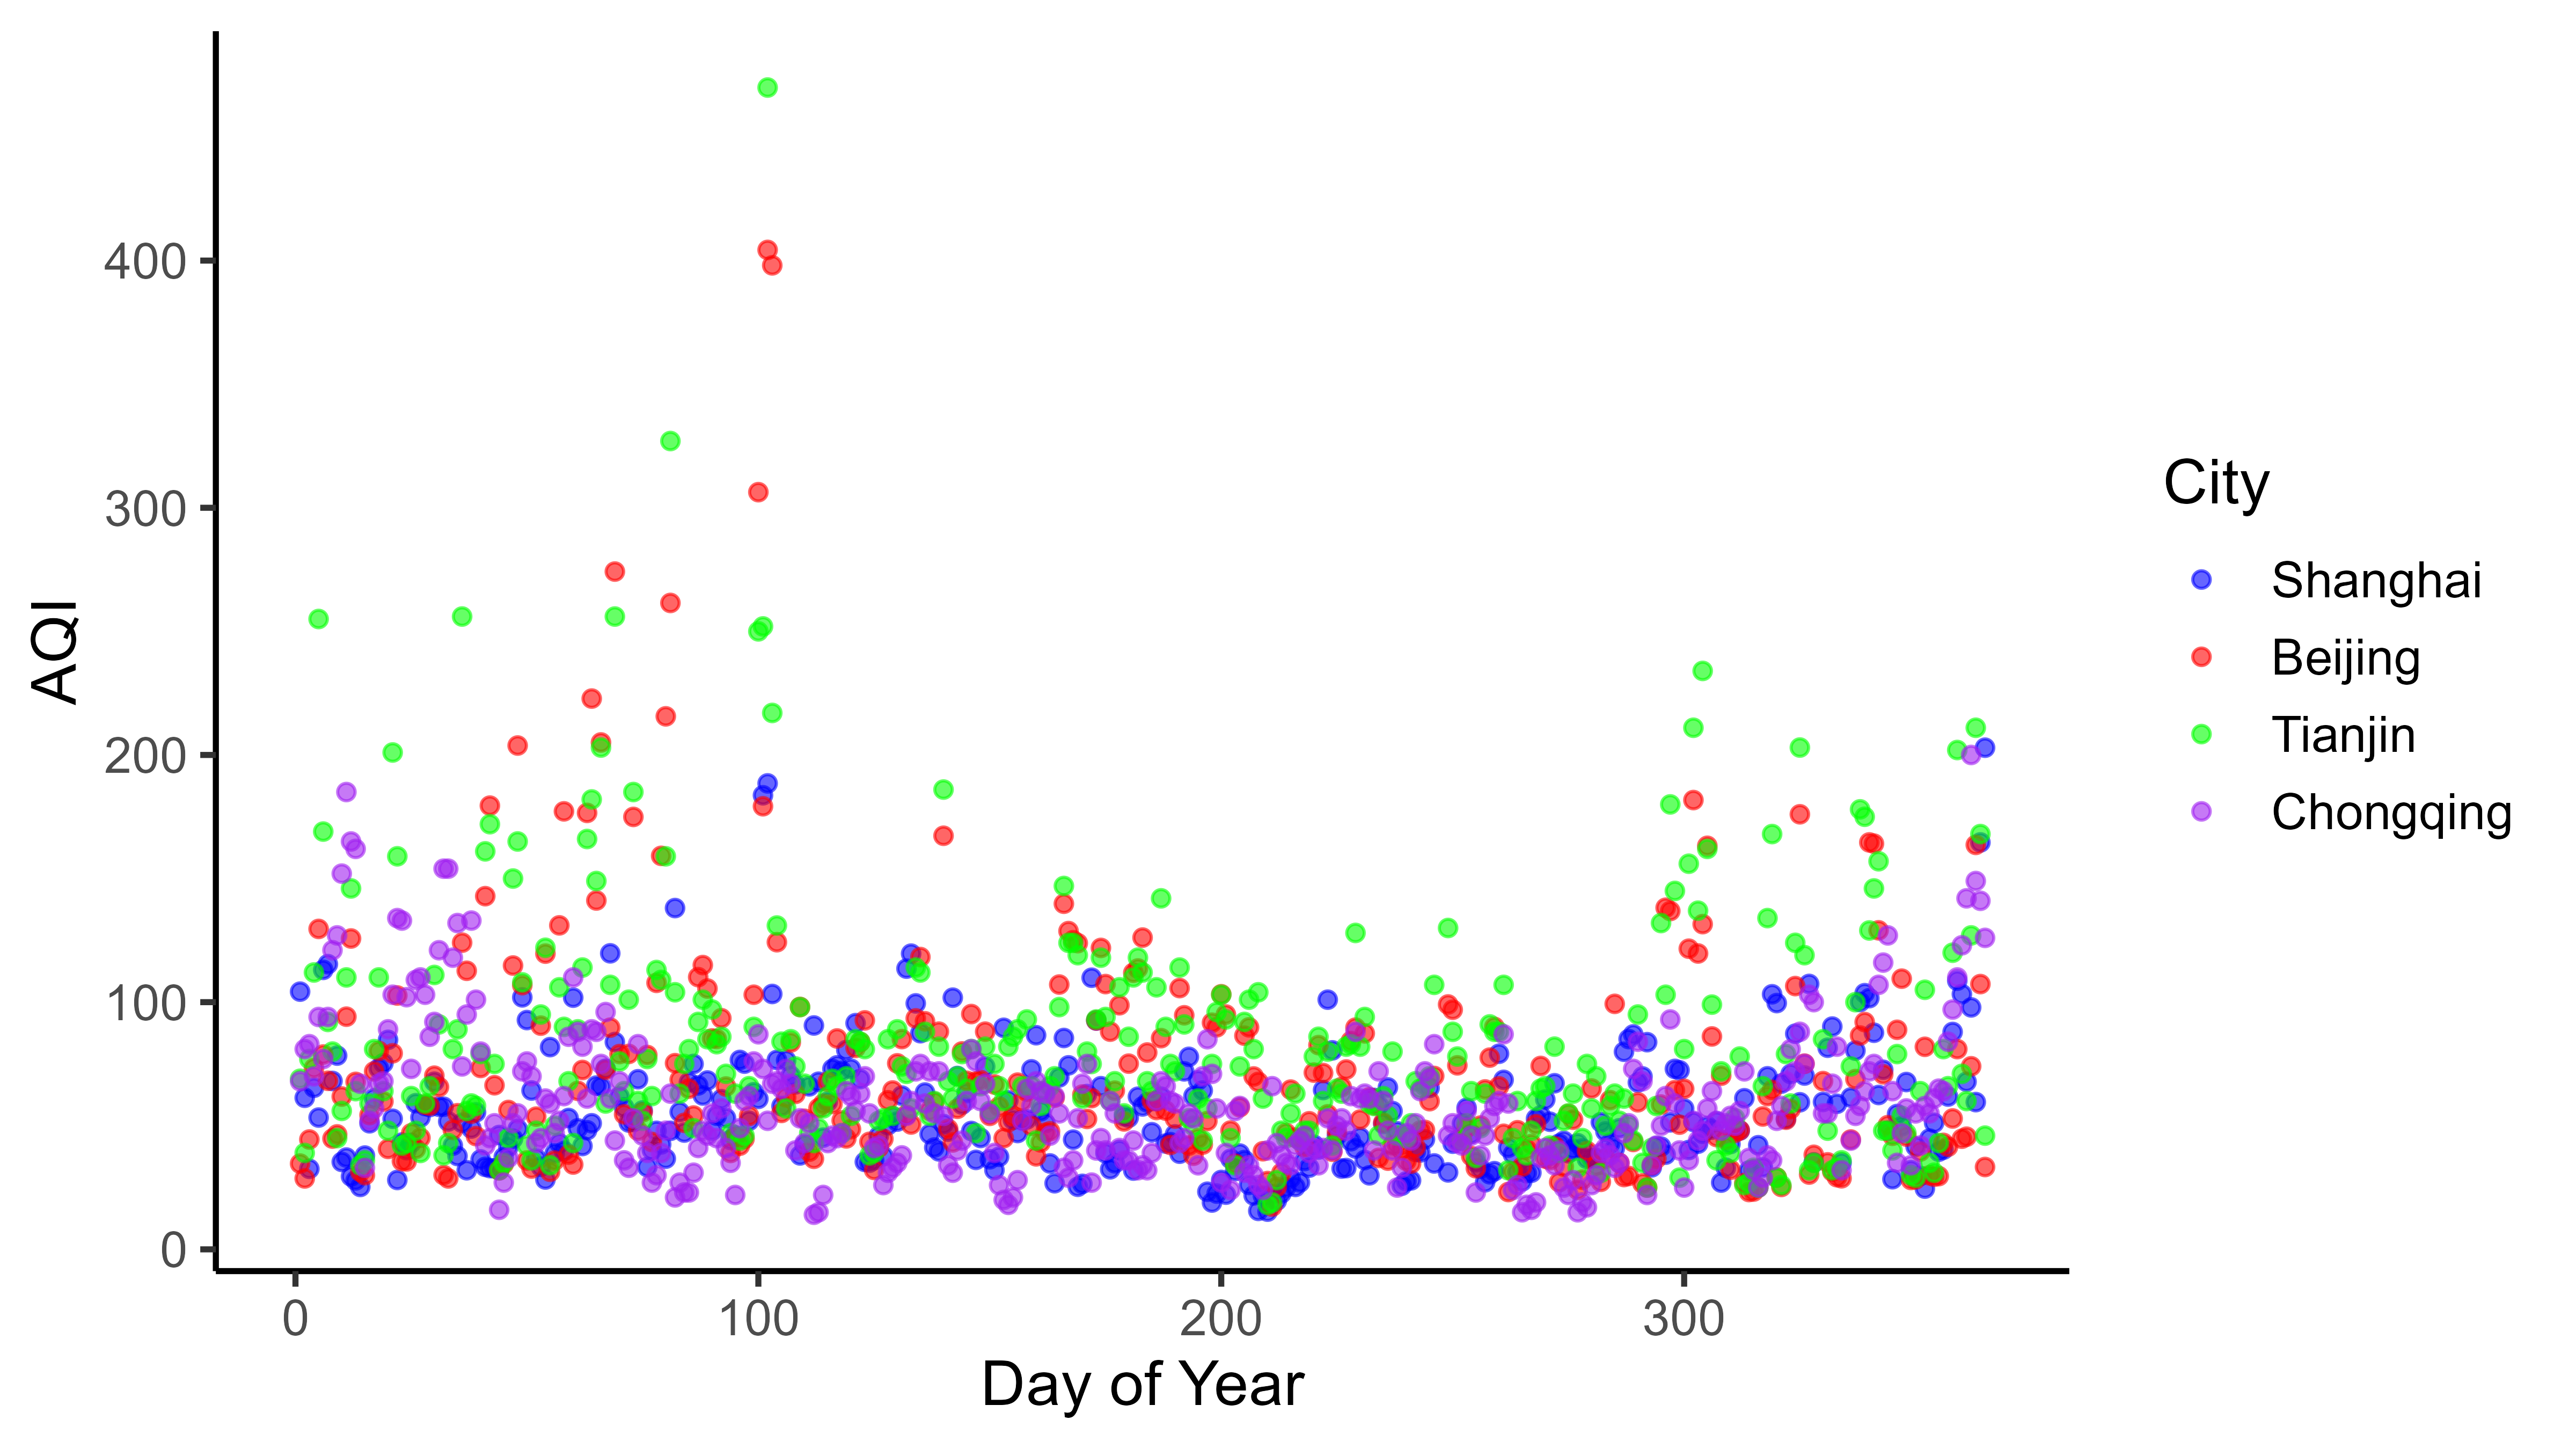 AQI
400
300
200
100
0
0 100 200 300
Day of Year
City
Shanghai
Beijing
Tianjin
Chongqing